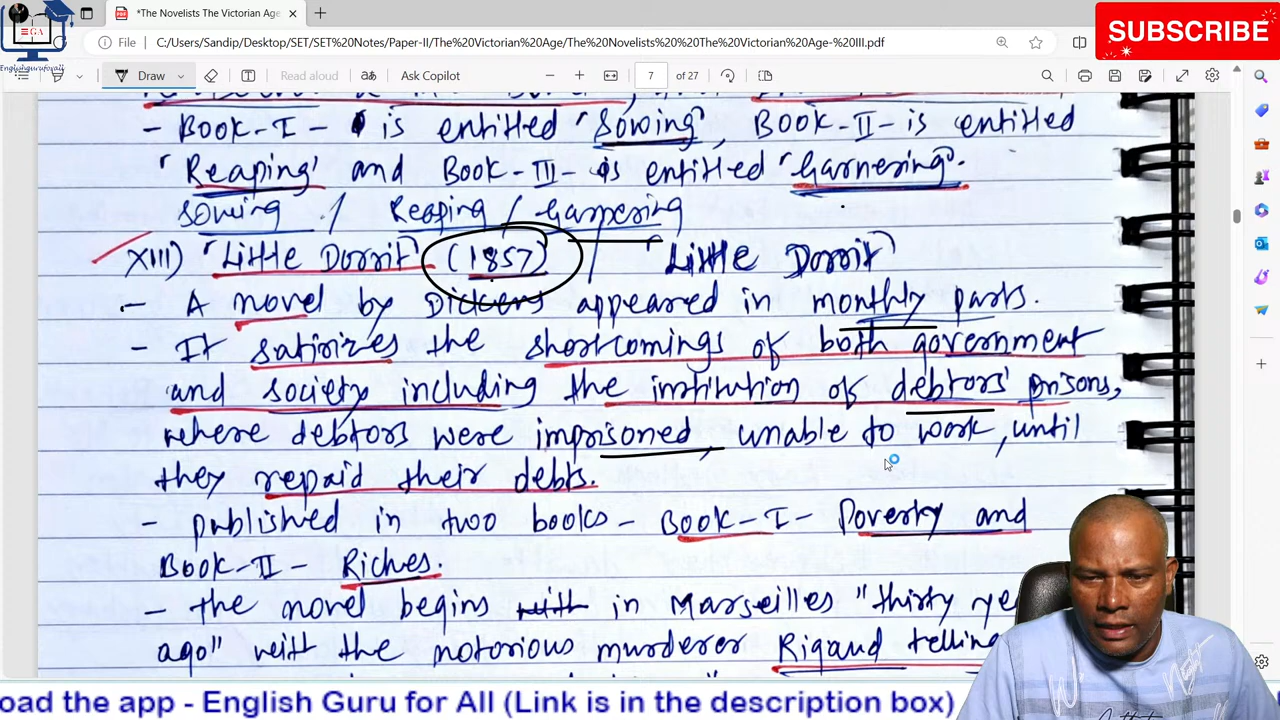 *The Novelists The Victorian Age
SUBSCRIBE
EGA
Englishguruforall
File C:/Users/Sandip/Desktop/SET/SET%20Notes/Paper-II/The%20Victorian%20Age/The%20Novelists%20%20The%20Victorian%20Age-%20III.pdf
Draw Read aloud Ask Copilot 7 of 27
- Book-I - is entitled 'Sowing', Book-II- is entitled
'Reaping' and Book-III- is entitled 'Garnering'.
Sowing / Reaping / Garnering
XIII) 'Little Dorrit' (1857) / 'Little Dorrit'
- A novel by Dickens appeared in monthly parts.
- It satirizes the shortcomings of both government
and society including the institution of debtors' prisons,
where debtors were imprisoned, unable to work, until
they repaid their debts.
- published in two books - Book-I- Poverty and
Book-II- Riches.
- the novel begins with in Marseilles "thirty ye
ago" with the notorious murderer Rigaud telling
oad the app - English Guru for All (Link is in the description box)